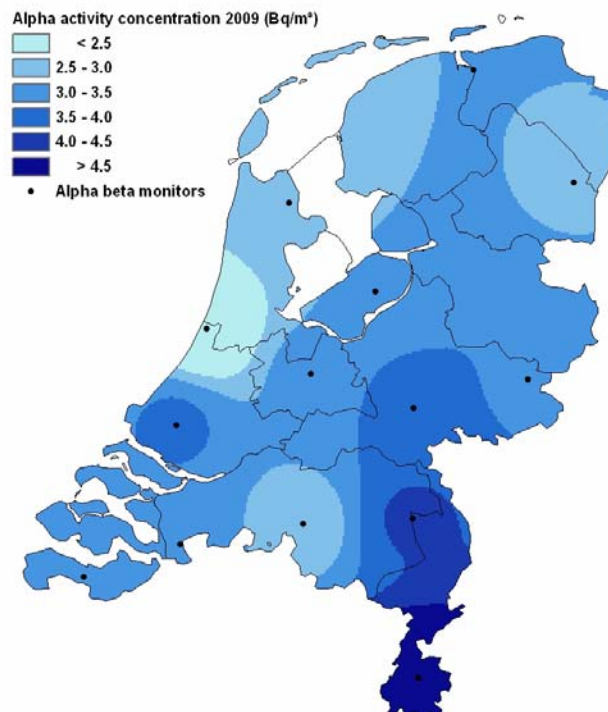 Alpha activity concentration 2009 (Bq/m³)
< 2.5
2.5 - 3.0
3.0 - 3.5
3.5 - 4.0
4.0 - 4.5
> 4.5
Alpha beta monitors